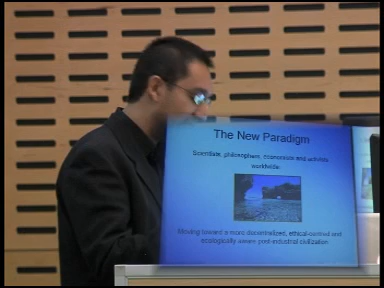 The New Paradigm
Scientists, philosophers, economists and activists
worldwide.
Moving toward a more decentralized, ethical-centred and
ecologically aware post-industrial civilization